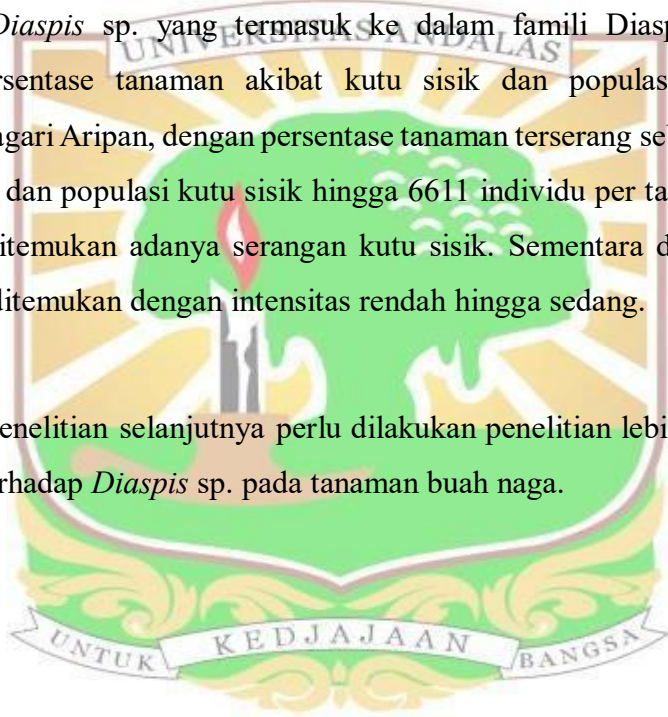 Diaspis sp. yang termasuk ke dalam famili Diasp
UNIVERSITAS ANDALAS
rsentase tanaman akibat kutu sisik dan populas
agari Aripan, dengan persentase tanaman terserang se
dan populasi kutu sisik hingga 6611 individu per ta
itemukan adanya serangan kutu sisik. Sementara d
ditemukan dengan intensitas rendah hingga sedang.
enelitian selanjutnya perlu dilakukan penelitian lebi
rhadap Diaspis sp. pada tanaman buah naga.
UNTUK KEDJAJAAN BANGSA